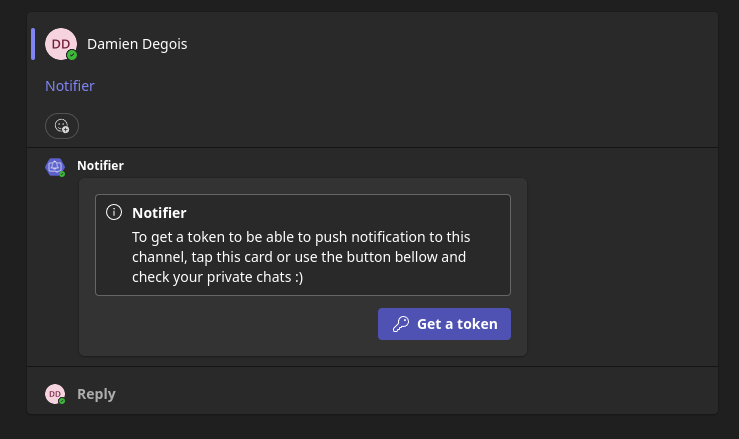 DD
Damien Degois
Notifier
Notifier
Notifier
To get a token to be able to push notification to this
channel, tap this card or use the button bellow and
check your private chats :)
Get a token
DD
Reply